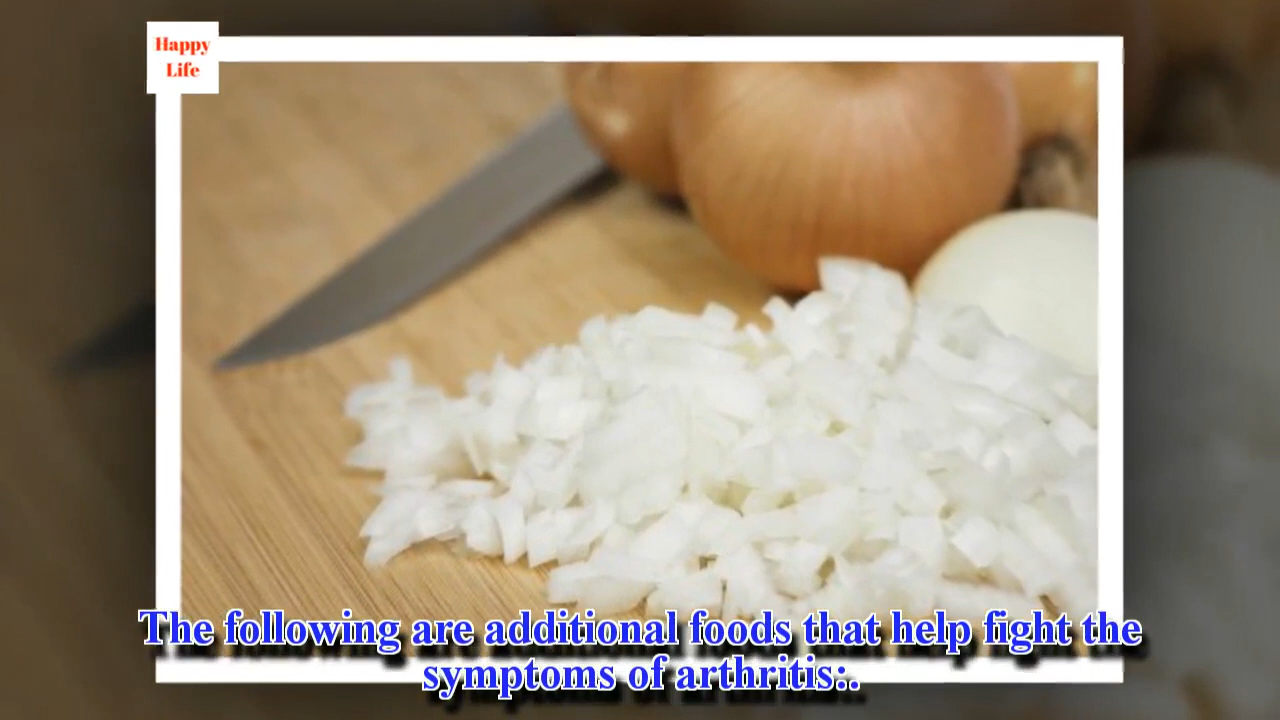 Happy
Life
The following are additional foods that help fight the
symptoms of arthritis:.